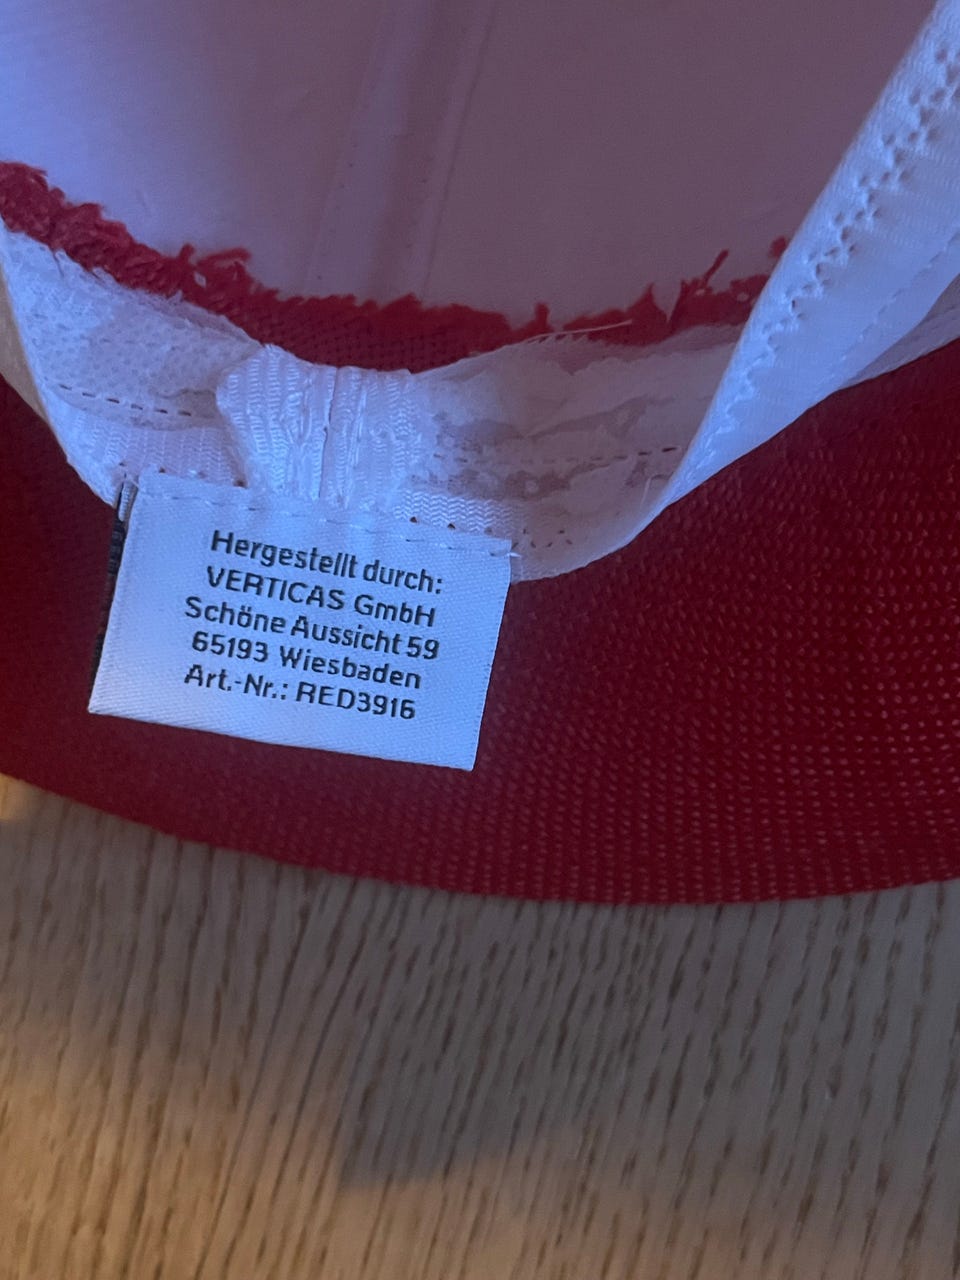 Hergestellt durch:
VERTICAS GmbH
Schöne Aussicht 59
65193 Wiesbaden
Art.-Nr.: RED3916